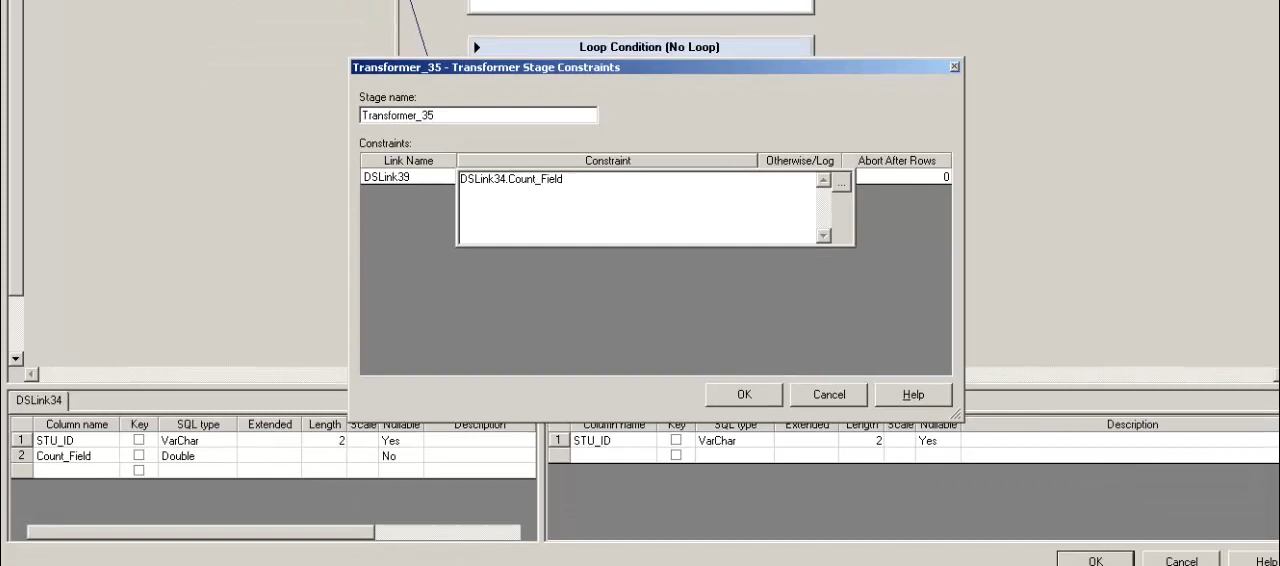 Loop Condition (No Loop)
Transformer_35 - Transformer Stage Constraints
Stage name:
Transformer_35
Constraints:
Link Name Constraint Otherwise/Log Abort After Rows
DSLink39 DSLink34.Count_Field ... 0
OK Cancel Help
DSLink34
Column name Key SQL type Extended Length Scale Nullable Description
1 STU_ID VarChar 2 Yes
2 Count_Field Double No
Column name Key SQL type Extended Length Scale Nullable Description
1 STU_ID VarChar 2 Yes
OK Cancel Help